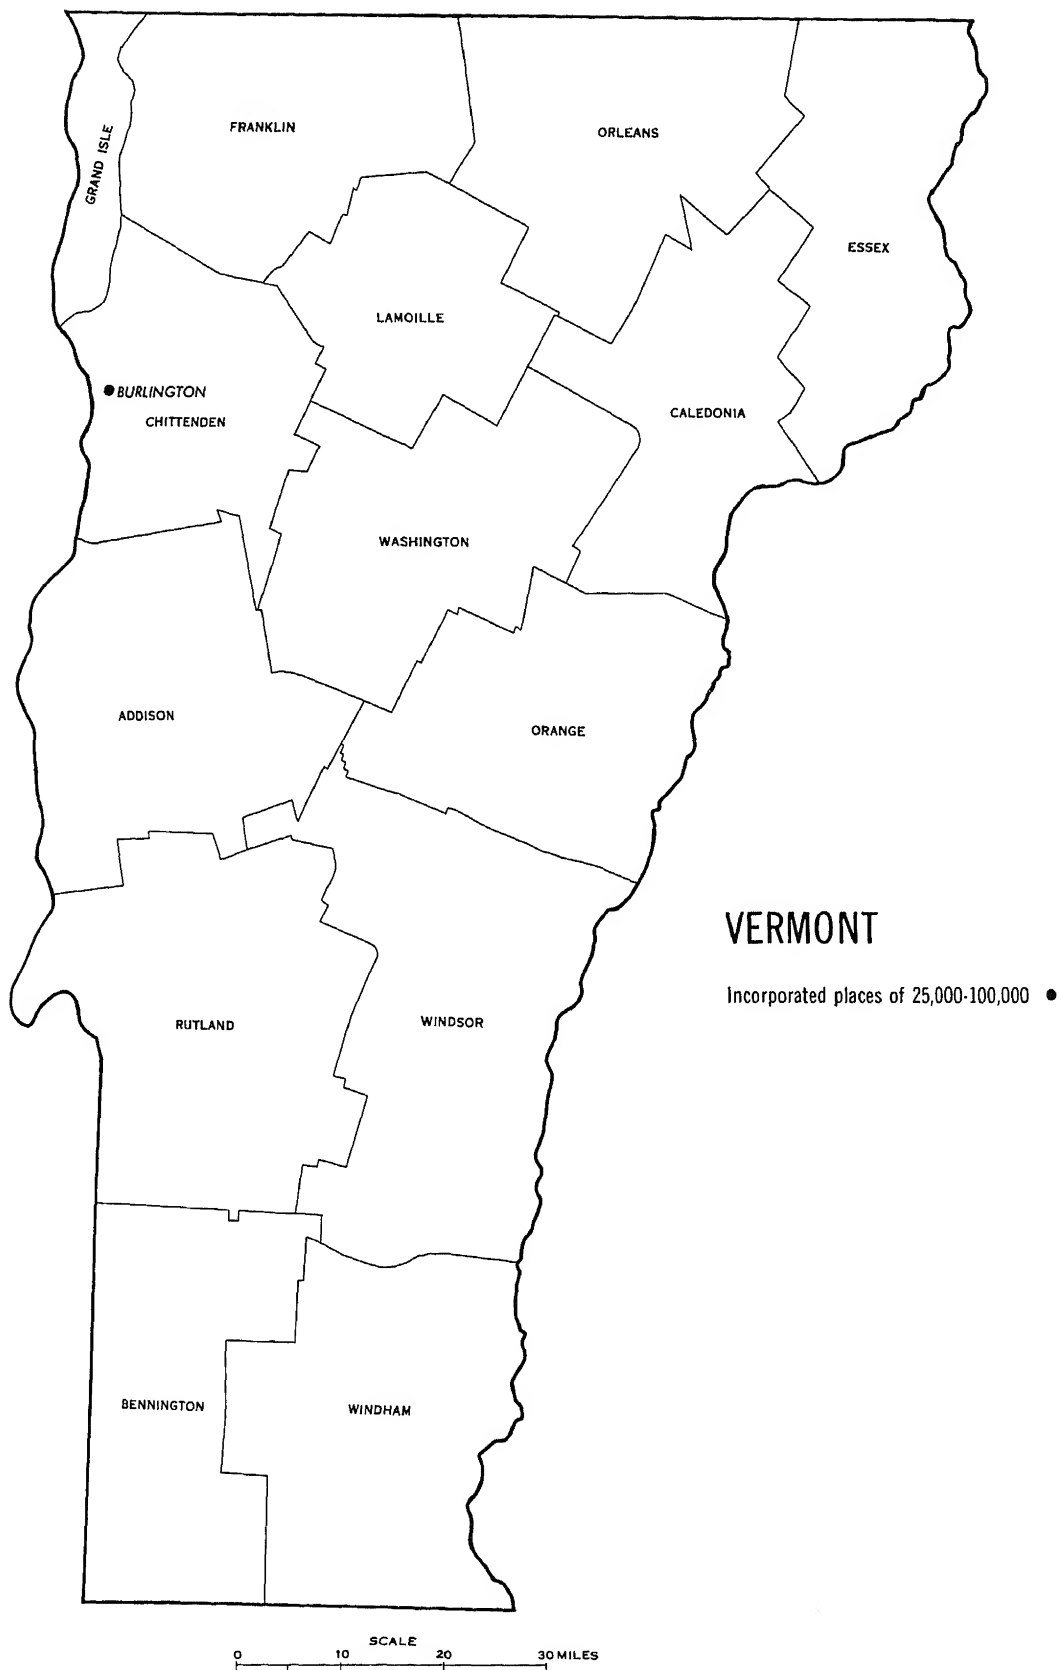 FRANKLIN
ORLEANS
GRAND ISLE
ESSEX
LAMOILLE
BURLINGTON
CHITTENDEN
CALEDONIA
WASHINGTON
ADDISON
ORANGE
VERMONT
Incorporated places of 25,000-100,000
RUTLAND
WINDSOR
BENNINGTON
WINDHAM
SCALE
0 10 20 30 MILES